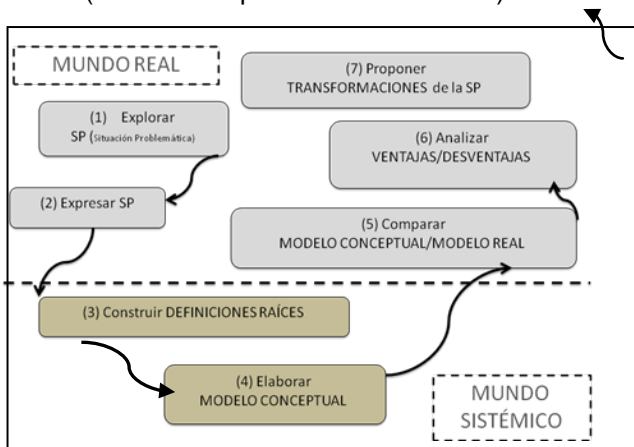 MUNDO REAL
(7) Proponer
TRANSFORMACIONES de la SP
(1) Explorar
SP (Situación Problemática)
(6) Analizar
VENTAJAS/DESVENTAJAS
(2) Expresar SP
(5) Comparar
MODELO CONCEPTUAL/MODELO REAL
(3) Construir DEFINICIONES RAÍCES
(4) Elaborar
MODELO CONCEPTUAL
MUNDO
SISTÉMICO